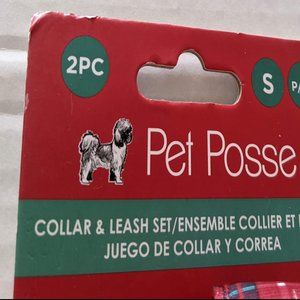 2PC
S
Pet Posse
COLLAR & LEASH SET/ENSEMBLE COLLIER ET
JUEGO DE COLLAR Y CORREA